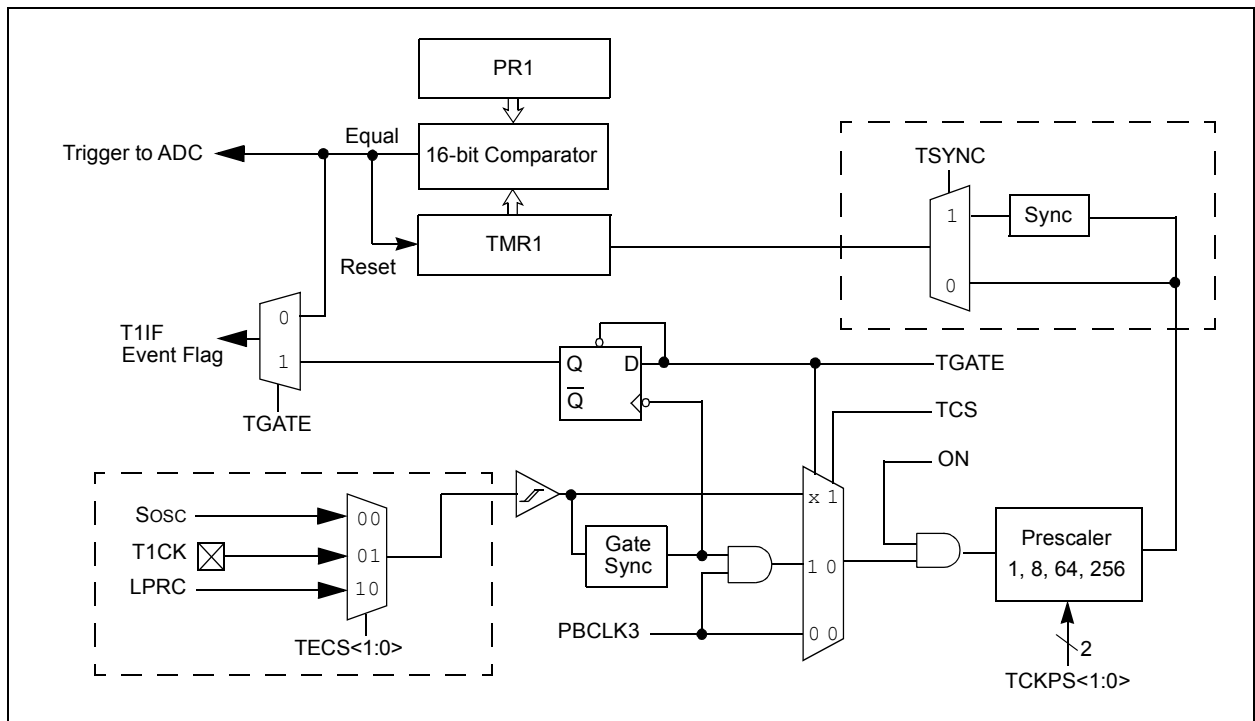 PR1
Equal
16-bit Comparator
Trigger to ADC
TSYNC
1
Sync
TMR1
Reset
0
0
T1IF
Event Flag
1
Q
D
Q
TGATE
TGATE
TCS
ON
x 1
SOSC
00
T1CK
01
LPRC
10
Gate
Sync
1 0
Prescaler
1, 8, 64, 256
PBCLK3
0 0
TECS<1:0>
2
TCKPS<1:0>